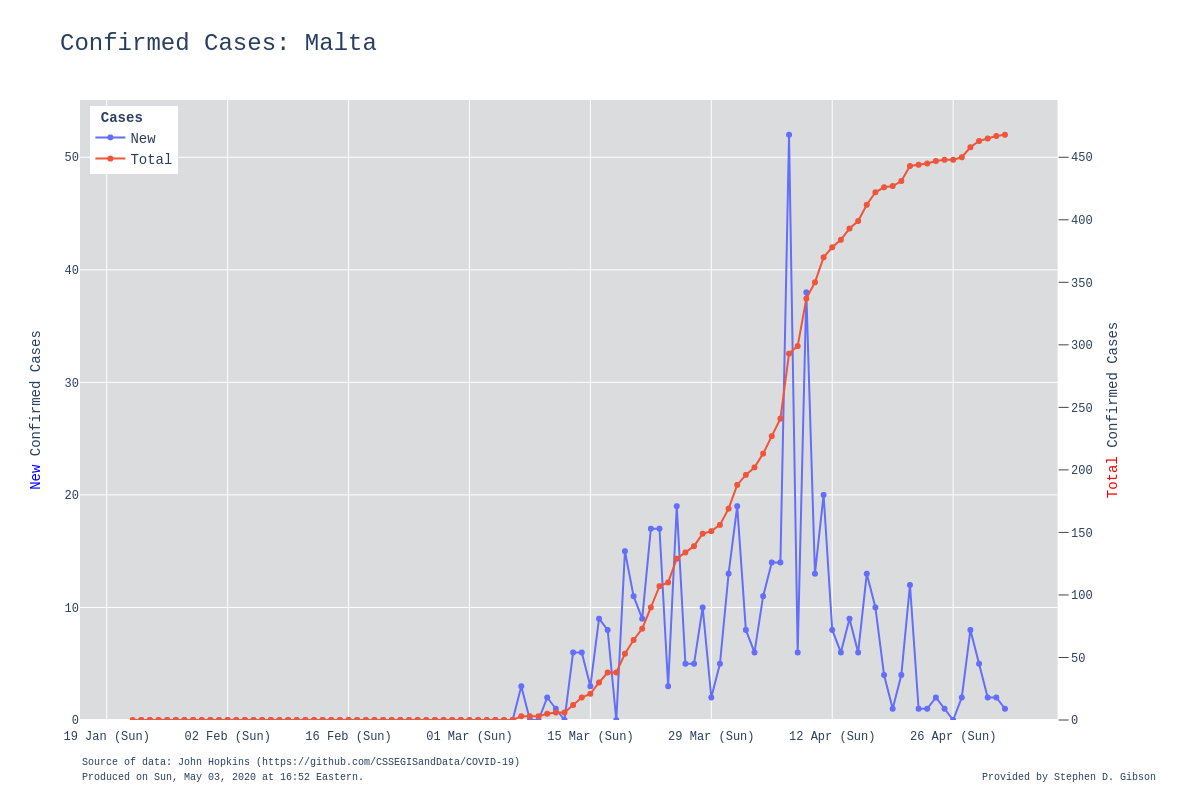 Confirmed Cases: Malta
Cases
New
Total
50
40
30
20
10
0
New Confirmed Cases
450
400
350
300
250
200
150
100
50
0
Total Confirmed Cases
19 Jan (Sun) 02 Feb (Sun) 16 Feb (Sun) 01 Mar (Sun) 15 Mar (Sun) 29 Mar (Sun) 12 Apr (Sun) 26 Apr (Sun)
Source of data: John Hopkins (https://github.com/CSSEGISandData/COVID-19)
Produced on Sun, May 03, 2020 at 16:52 Eastern.
Provided by Stephen D. Gibson